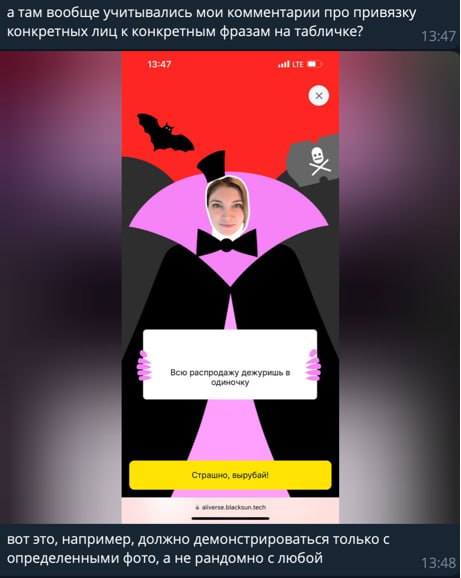 а там вообще учитывались мои комментарии про привязку
конкретных лиц к конкретным фразам на табличке?
13:47
13:47
LTE
Всю распродажу дежуришь в
одиночку
Страшно, вырубай!
aliverse.blacksun.tech
вот это, например, должно демонстрироваться только с
определенными фото, а не рандомно с любой
13:48